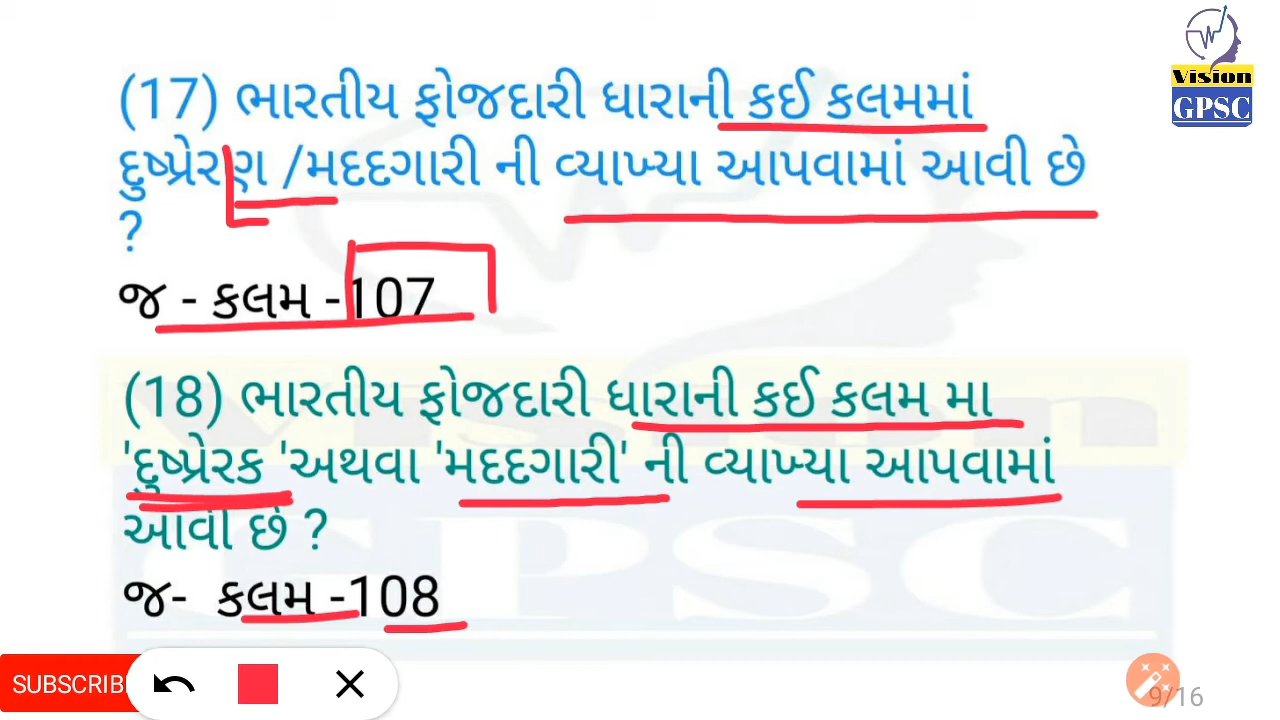 Vision
GPSC
(17) ભારતીય ફોજદારી ધારાની કઈ કલમમાં
દુષ્પ્રેરણ /મદદગારી ની વ્યાખ્યા આપવામાં આવી છે
?
જ - કલમ -107
(18) ભારતીય ફોજદારી ધારાની કઈ કલમ મા
'દુષ્પ્રેરક 'અથવા 'મદદગારી' ની વ્યાખ્યા આપવામાં
આવી છે ?
જ- કલમ -108
SUBSCRIB
9/16